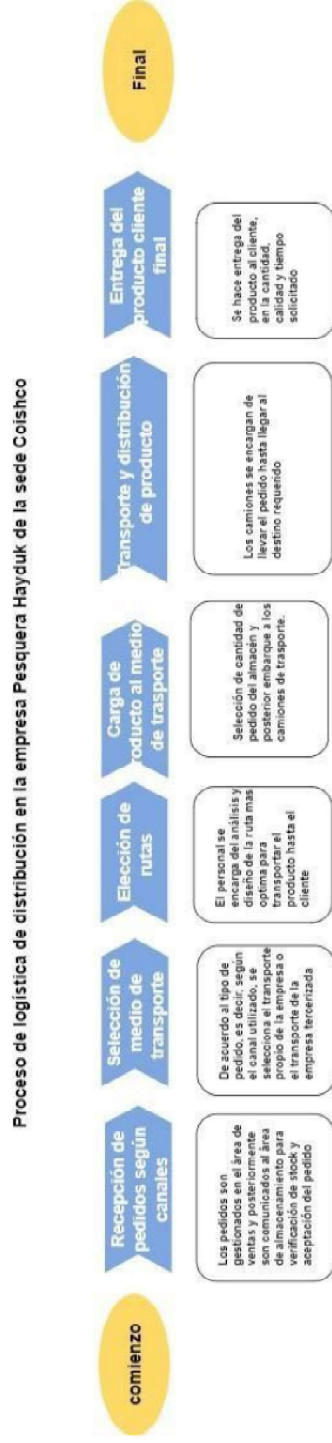 Proceso de logística de distribución en la empresa Pesquera Hayduk de la sede Coishco
comienzo
Recepción de
pedidos según
canales
Los pedidos son
gestionados en el área de
ventas y posteriormente
son comunicados al área
de almacenamiento para
verificación de stock y
aceptación del pedido
Selección de
medio de
transporte
De acuerdo al tipo de
pedido, es decir, según
el canal utilizado, se
selecciona el transporte
propio de la empresa o
el transporte de la
empresa tercerizada
Elección de
rutas
El personal se
encarga del análisis y
diseño de la ruta mas
optima para
transportar el
producto hasta el
cliente
Carga de
roducto al medio
de trasporte
Selección de cantidad de
pedido del almacén y
posterior embarque a los
camiones de trasporte.
Transporte y distribución
de producto
Los camiones se encargan de
llevar el pedido hasta llegar al
destino requerido
Entrega del
producto cliente
final
Se hace entrega del
producto al cliente,
en la cantidad,
calidad y tiempo
solicitado
Final